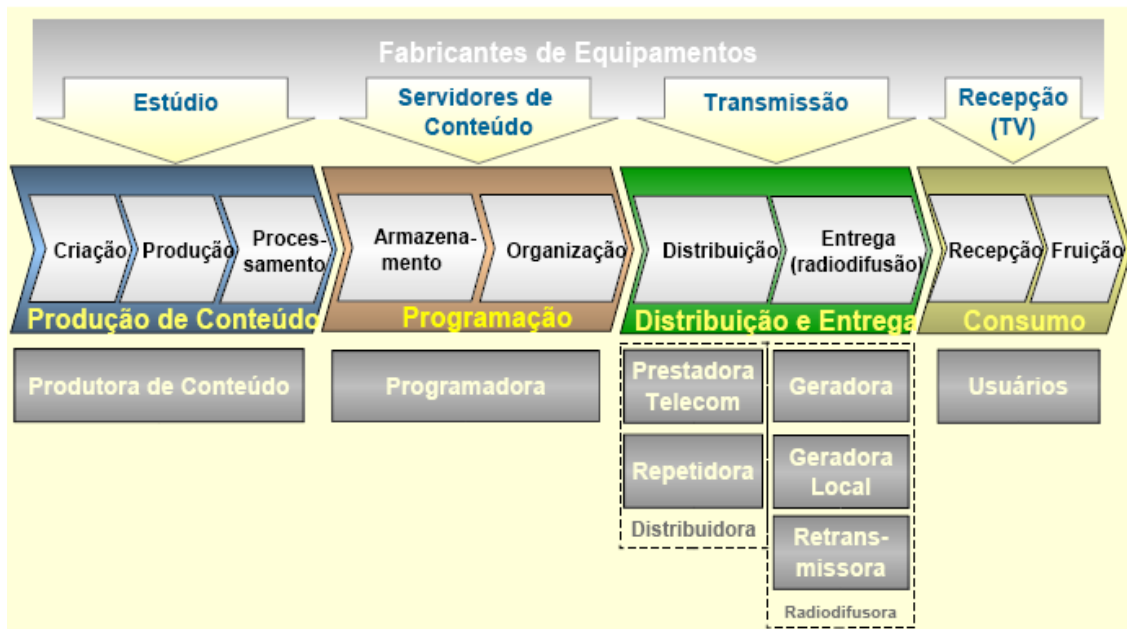 Fabricantes de Equipamentos
Estúdio
Servidores de
Conteúdo
Transmissão
Recepção
(TV)
Criação
Produção
Proces-
samento
Armazena-
mento
Organização
Distribuição
Entrega
(radiodifusão)
Recepção
Fruição
Produção de Conteúdo
Programação
Distribuição e Entrega
Consumo
Produtora de Conteúdo
Programadora
Prestadora
Telecom
Geradora
Usuários
Repetidora
Geradora
Local
Distribuidora
Retrans-
missora
Radiodifusora